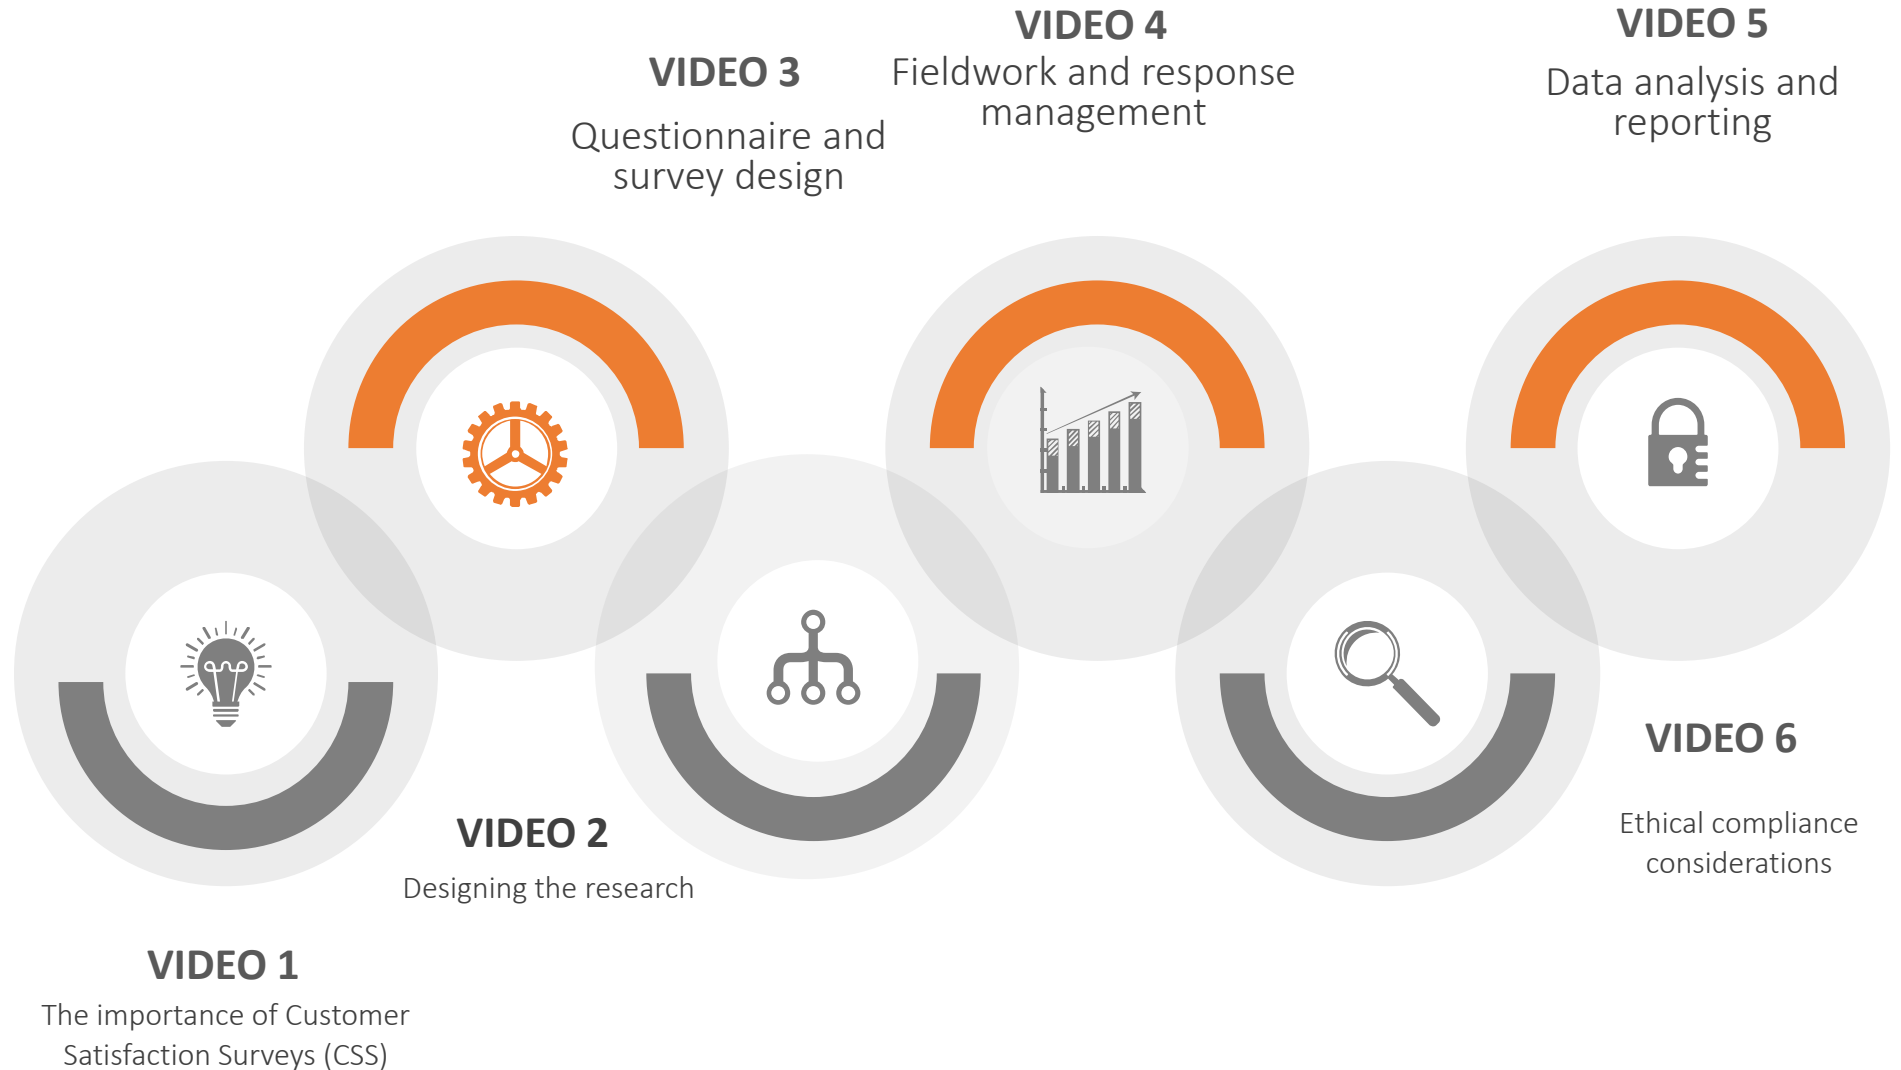 VIDEO 1
The importance of Customer
Satisfaction Surveys (CSS)
VIDEO 2
Designing the research
VIDEO 3
Questionnaire and
survey design
VIDEO 4
Fieldwork and response
management
VIDEO 5
Data analysis and
reporting
VIDEO 6
Ethical compliance
considerations